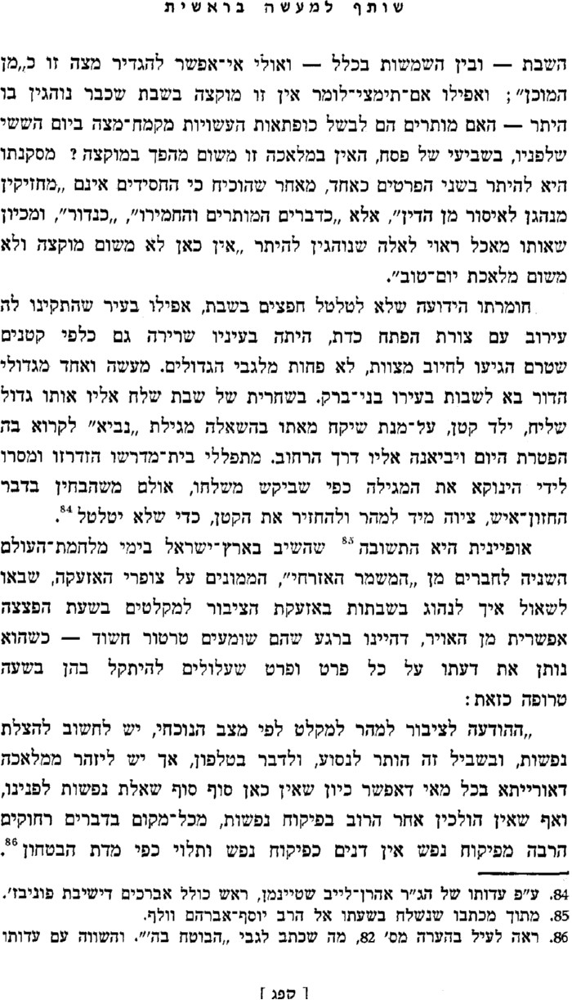 שותף למעשה בראשית
השבת — ובין השמשות בכלל — ואולי אי־אפשר להגדיר מצה זו כ„מן
המוכן״; ואפילו אם־תימצי־לומר אין זו מוקצה בשבת שכבר נוהגין בו
היתר — האם מותרים הם לבשל כופתאות העשויות מקמח־מצה ביום הששי
שלפניו, בשביעי של פסח, האין במלאכה זו משום מהפך במוקצה? מסקנתו
היא להיתר בשני הפרטים כאחד, מאחר שהוכיח כי החסידים אינם „מחזיקין
מנהגן לאיסור מן הדין״, אלא „כדברים המותרים והחמירו״, „כנדור״, ומכיון
שאותו מאכל ראוי לאלה שנוהגין להיתר „אין כאן לא משום מוקצה ולא
משום מלאכת יום־טוב״.
חומרתו הידועה שלא לטלטל חפצים בשבת, אפילו בעיר שהתקינו לה
עירוב עם צורת הפתח כדת, היתה בעיניו שרירה גם כלפי קטנים
שטרם הגיעו לחיוב מצוות, לא פחות מלגבי הגדולים. מעשה ואחד מגדולי
הדור בא לשבות בעירו בני־ברק. בשחרית של שבת שלח אליו אותו גדול
שליח, ילד קטן, על־מנת שיקח מאתו בהשאלה מגילת „נביא״ לקרוא בה
הפטרת היום ויביאנה אליו דרך הרחוב. מתפללי בית־מדרשו הזדרזו ומסרו
לידי הינוקא את המגילה כפי שביקש משלחו, אולם משהבחין בדבר
החזון־איש, ציוה מיד למהר ולהחזיר את הקטן, כדי שלא יטלטל84.
אופיינית היא התשובה85 שהשיב בארץ־ישראל בימי מלחמת־העולם
השניה לחברים מן „המשמר האזרחי״, הממונים על צופרי האזעקה, שבאו
לשאול איך לנהוג בשבתות באזעקת הציבור למקלטים בשעת הפצצה
אפשרית מן האויר, דהיינו ברגע שהם שומעים טרטור חשוד — כשהוא
נותן את דעתו על כל פרט ופרט שעלולים להיתקל בהן בשעה
טרופה כזאת:
„ההודעה לציבור למהר למקלט לפי מצב הנוכחי, יש לחשוב להצלת
נפשות, ובשביל זה הותר לנסוע, ולדבר בטלפון, אך יש ליזהר ממלאכה
דאורייתא בכל מאי דאפשר כיון שאין כאן סוף סוף שאלת נפשות לפנינו,
ואף שאין הולכין אחר הרוב בפיקוח נפשות, מכל־מקום בדברים רחוקים
הרבה מפיקוח נפש אין דנים כפיקוח נפש ותלוי כפי מדת הבטחון86.
84. ע״פ עדותו של הג״ר אהרן־לייב שטיינמן, ראש כולל אברכים דישיבת פוניבז׳.
85. מתוך מכתבו שנשלח בשעתו אל הרב יוסף־אברהם וולף.
86. ראה לעיל בהערה מס׳ 82, מה שכתב לגבי „הבוטח בה׳״. והשווה עם עדותו
[ קפג ]